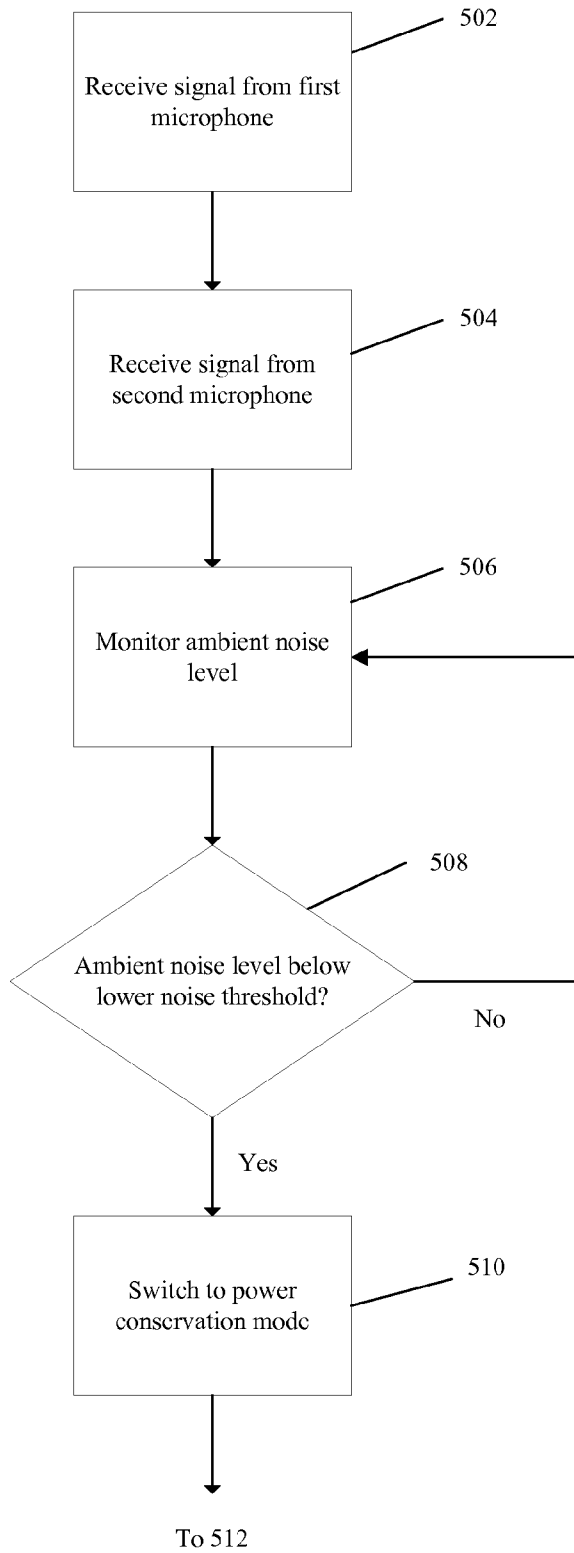 502
Receive signal from first
microphone
504
Receive signal from
second microphone
506
Monitor ambient noise
level
508
Ambient noise level below
lower noise threshold?
No
Yes
510
Switch to power
conservation mode
To 512